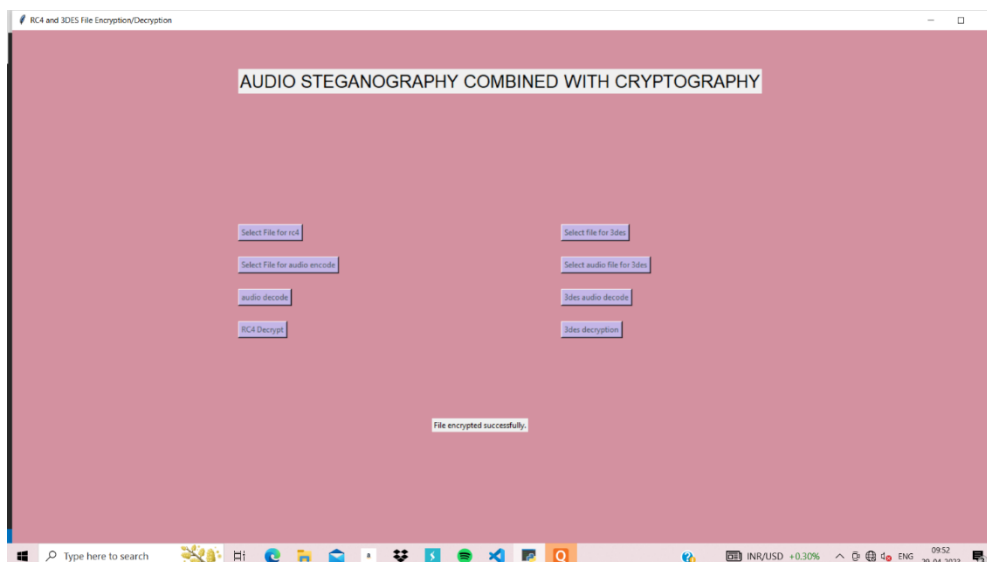 RC4 and 3DES File Encryption/Decryption
AUDIO STEGANOGRAPHY COMBINED WITH CRYPTOGRAPHY
Select File for rc4
Select file for 3des
Select File for audio encode
Select audio file for 3des
audio decode
3des audio decode
RC4 Decrypt
3des decryption
File encrypted successfully.
Type here to search
INR/USD +0.30%
ENG
09:52